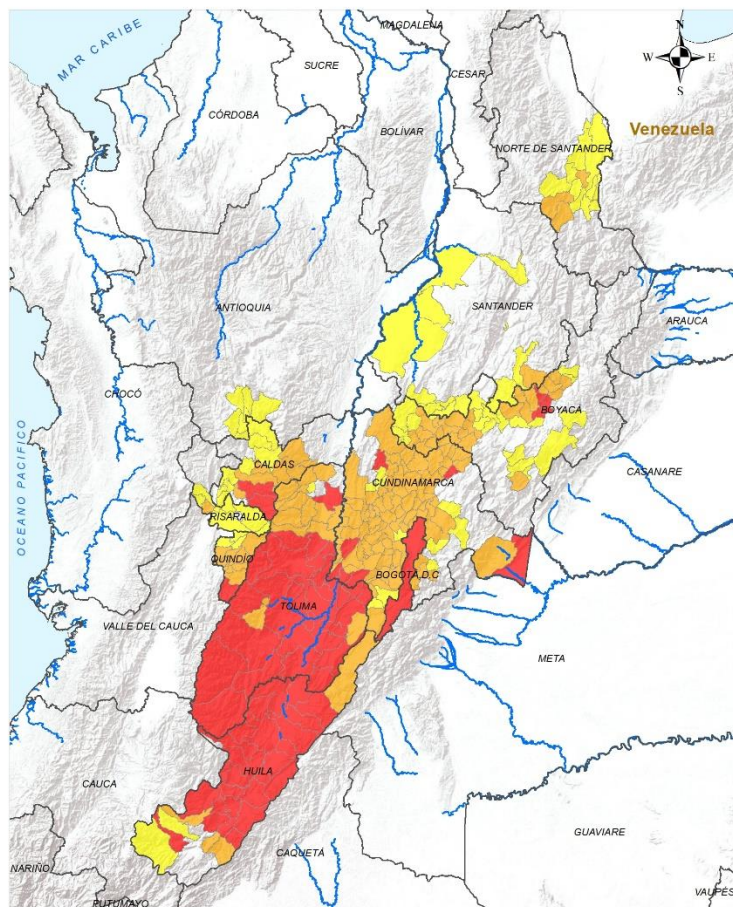 MAR CARIBE
MAGDALENA
N
W
E
S
SUCRE
CESAR
CÓRDOBA
BOLÍVAR
Venezuela
NORTE DE SANTANDER
ANTIOQUIA
SANTANDER
ARAUCA
CHOCÓ
BOYACÁ
OCEANO PACIFICO
CALDAS
CUNDINAMARCA
CASANARE
RISARALDA
QUINDÍO
BOGOTÁ, D.C
TOLIMA
VALLE DEL CAUCA
META
HUILA
CAUCA
GUAVIARE
CAQUETÁ
NARIÑO
PUTUMAYO
VAUPÉS